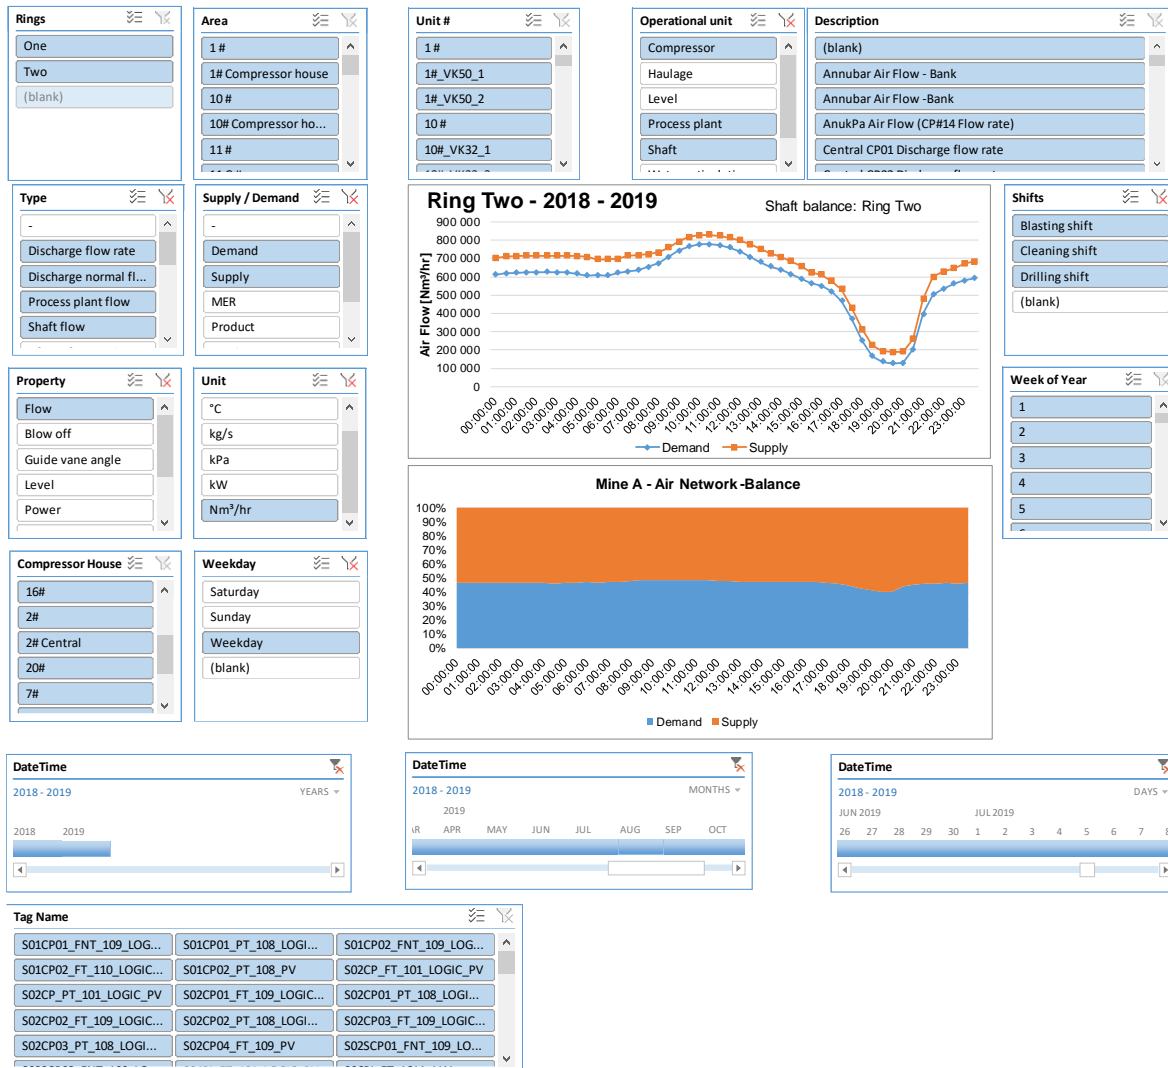 Rings
One
Two
(blank)
Area
1 #
1# Compressor house
10 #
10# Compressor ho...
11 #
Unit #
1 #
1#_VK50_1
1#_VK50_2
10 #
10#_VK32_1
Operational unit
Compressor
Haulage
Level
Process plant
Shaft
Description
(blank)
Annubar Air Flow - Bank
Annubar Air Flow -Bank
AnukPa Air Flow (CP#14 Flow rate)
Central CP01 Discharge flow rate
Type
-
Discharge flow rate
Discharge normal fl...
Process plant flow
Shaft flow
Supply / Demand
-
Demand
Supply
MER
Product
Ring Two - 2018 - 2019
Shaft balance: Ring Two
Air Flow [Nm³/hr]
900 000
800 000
700 000
600 000
500 000
400 000
300 000
200 000
100 000
0
00:00:00
01:00:00
02:00:00
03:00:00
04:00:00
05:00:00
06:00:00
07:00:00
08:00:00
09:00:00
10:00:00
11:00:00
12:00:00
13:00:00
14:00:00
15:00:00
16:00:00
17:00:00
18:00:00
19:00:00
20:00:00
21:00:00
22:00:00
23:00:00
Demand Supply
Shifts
Blasting shift
Cleaning shift
Drilling shift
(blank)
Property
Flow
Blow off
Guide vane angle
Level
Power
Unit
°C
kg/s
kPa
kW
Nm³/hr
Week of Year
1
2
3
4
5
Mine A - Air Network -Balance
100%
90%
80%
70%
60%
50%
40%
30%
20%
10%
0%
00:00:00
01:00:00
02:00:00
03:00:00
04:00:00
05:00:00
06:00:00
07:00:00
08:00:00
09:00:00
10:00:00
11:00:00
12:00:00
13:00:00
14:00:00
15:00:00
16:00:00
17:00:00
18:00:00
19:00:00
20:00:00
21:00:00
22:00:00
23:00:00
Demand Supply
Compressor House
16#
2#
2# Central
20#
7#
Weekday
Saturday
Sunday
Weekday
(blank)
DateTime
2018 - 2019 YEARS
2018 2019
DateTime
2018 - 2019 MONTHS
2019
APR MAY JUN JUL AUG SEP OCT
DateTime
2018 - 2019 DAYS
JUN 2019 JUL 2019
26 27 28 29 30 1 2 3 4 5 6 7 8
Tag Name
S01CP01_FNT_109_LOG... S01CP01_PT_108_LOGI... S01CP02_FNT_109_LOG...
S01CP02_FT_110_LOGIC... S01CP02_PT_108_PV S02CP_FT_101_LOGIC_PV
S02CP_PT_101_LOGIC_PV S02CP01_FT_109_LOGIC... S02CP01_PT_108_LOGI...
S02CP02_FT_109_LOGIC... S02CP02_PT_108_LOGI... S02CP03_FT_109_LOGIC...
S02CP03_PT_108_LOGI... S02CP04_FT_109_PV S02SCP01_FNT_109_LO...